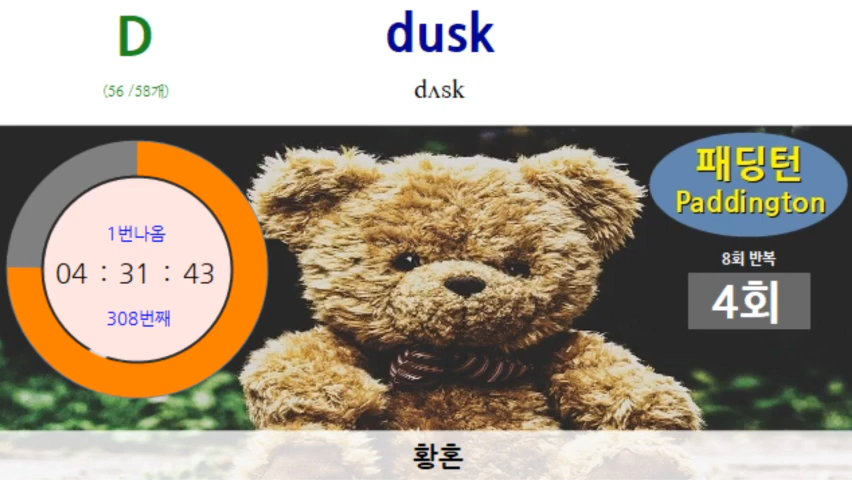 D
dusk
(56 /58개)
dʌsk
패딩턴
Paddington
1번나옴
04 : 31 : 43
308번째
8회 반복
4회
황혼